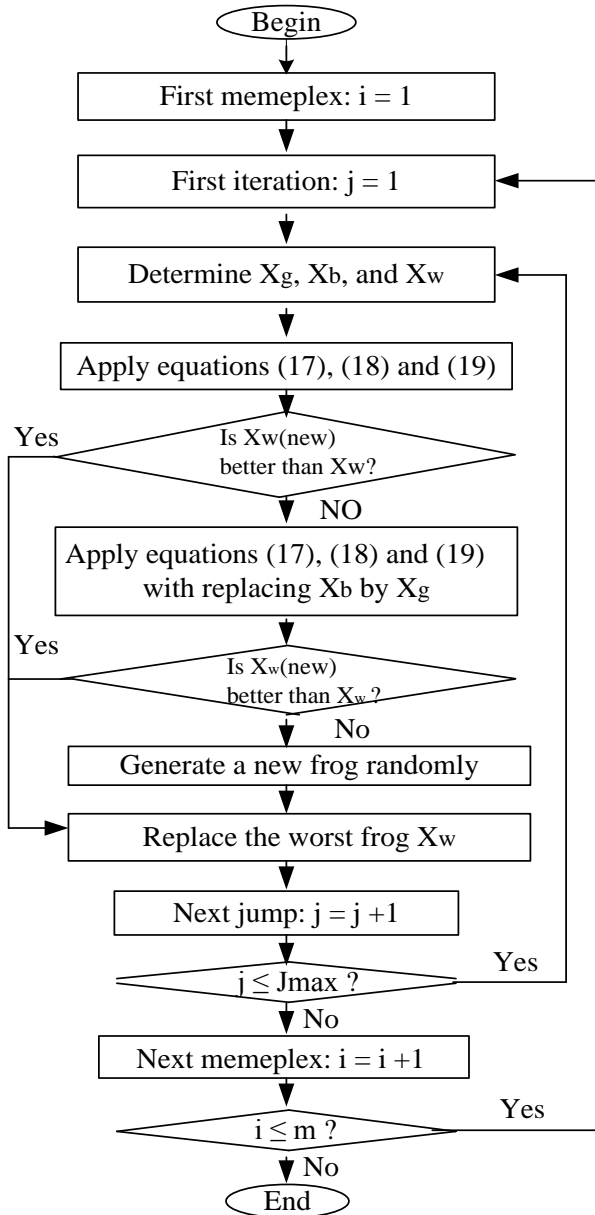 Begin
First memeplex: i = 1
First iteration: j = 1
Determine Xg, Xb, and Xw
Apply equations (17), (18) and (19)
Yes
Is Xw(new)
better than Xw?
NO
Apply equations (17), (18) and (19)
with replacing Xb by Xg
Yes
Is Xw(new)
better than Xw ?
No
Generate a new frog randomly
Replace the worst frog Xw
Next jump: j = j +1
j ≤ Jmax ?
Yes
No
Next memeplex: i = i +1
i ≤ m ?
Yes
No
End